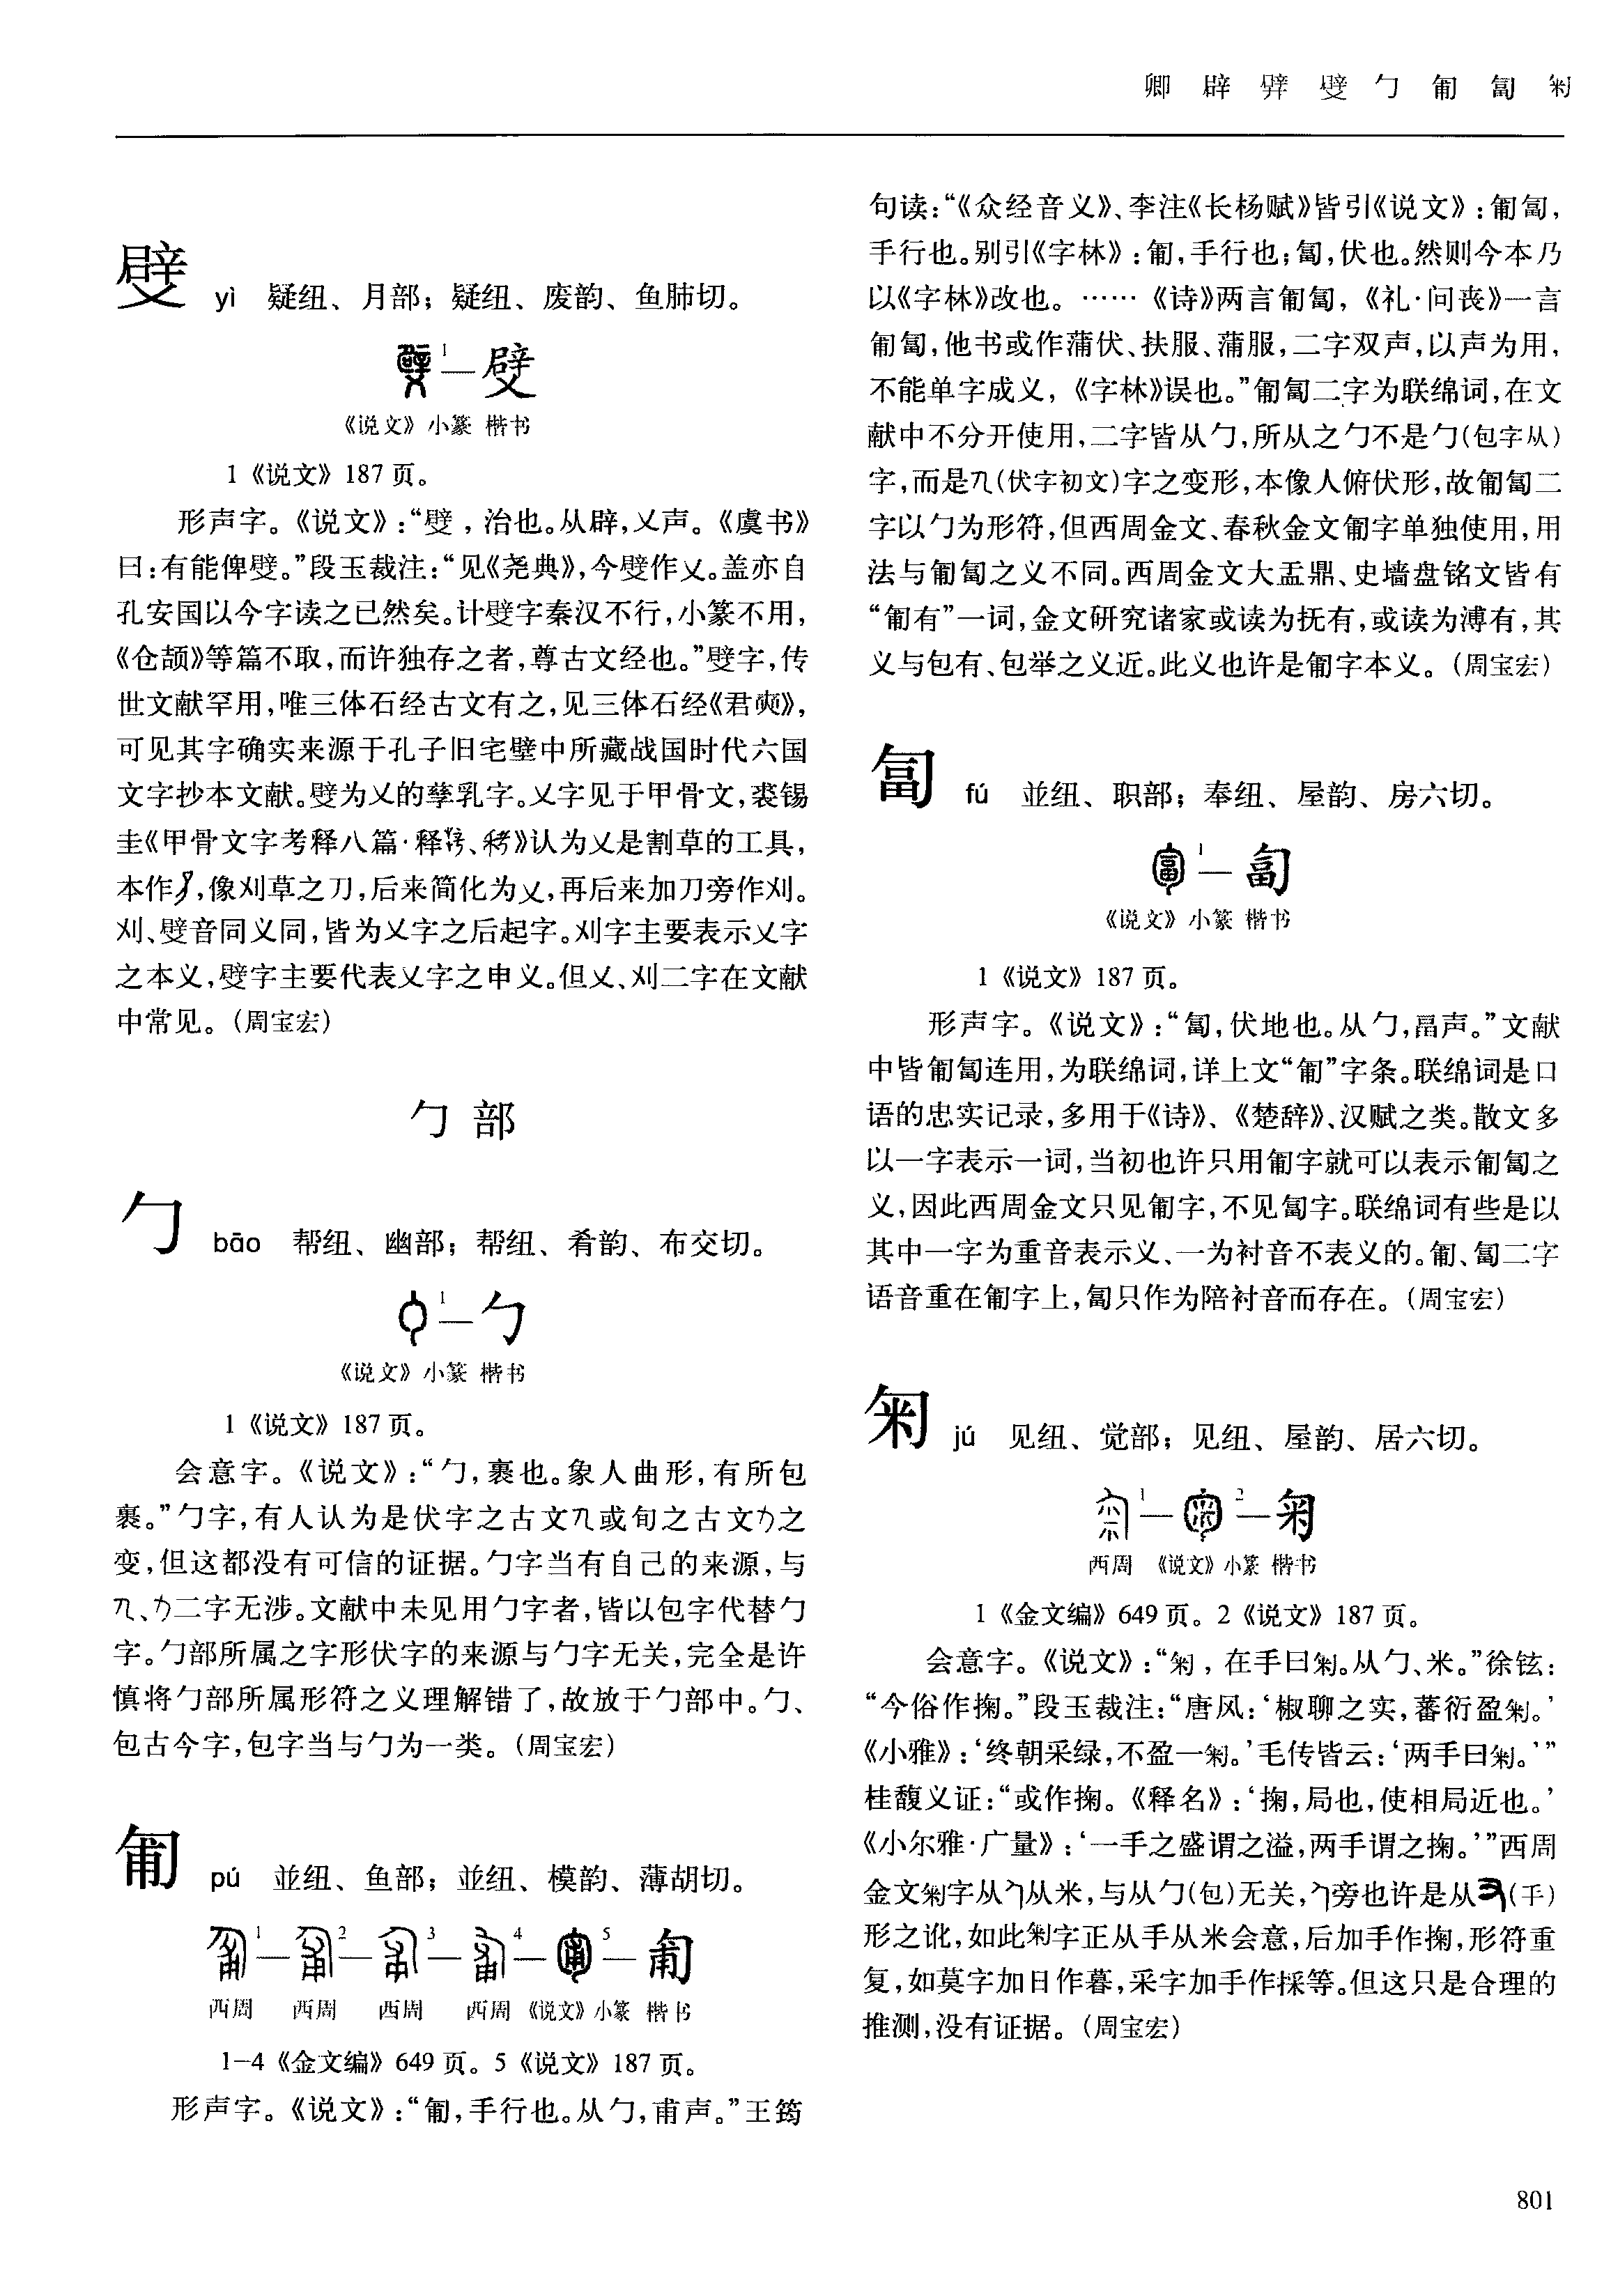 卿 辟 㿱 㣻 勹 匍 匐 匊
yì 疑纽、月部；疑纽、废韵、鱼肺切。
1
《说文》小篆 楷书
1《说文》187页。
形声字。《说文》：“㣻，治也。从辟，乂声。《虞书》
曰：有能俾㣻。”段玉裁注：“见《尧典》，今㣻作乂。盖亦自
孔安国以今字读之已然矣。计㣻字秦汉不行，小篆不用，
《仓颉》等篇不取，而许独存之者，尊古文经也。”㣻字，传
世文献罕用，唯三体石经古文有之，见三体石经《君奭》，
可见其字确实来源于孔子旧宅壁中所藏战国时代六国
文字抄本文献。㣻为乂的孳乳字。乂字见于甲骨文，裘锡
圭《甲骨文字考释八篇·释、》认为乂是割草的工具，
本作，像刈草之刀，后来简化为乂，再后来加刀旁作刈。
刈、㣻音同义同，皆为乂字之后起字。刈字主要表示乂字
之本义，㣻字主要代表乂字之申义。但乂、刈二字在文献
中常见。（周宝宏）
勹部
勹 bāo 帮纽、幽部；帮纽、肴韵、布交切。
1—勹
《说文》小篆 楷书
1《说文》187页。
会意字。《说文》：“勹，裹也。象人曲形，有所包
裹。”勹字，有人认为是伏字之古文或旬之古文之
变，但这都没有可信的证据。勹字当有自己的来源，与
、二字无涉。文献中未见用勹字者，皆以包字代替勹
字。勹部所属之字形伏字的来源与勹字无关，完全是许
慎将勹部所属形符之义理解错了，故放于勹部中。勹、
包古今字，包字当与勹为一类。（周宝宏）
匍 pú 並纽、鱼部；並纽、模韵、薄胡切。
1—2—3—4—5—匍
西周 西周 西周 西周 《说文》小篆 楷书
1-4《金文编》649页。5《说文》187页。
形声字。《说文》：“匍，手行也。从勹，甫声。”王筠
句读：“《众经音义》、李注《长杨赋》皆引《说文》：匍匐，
手行也。别引《字林》：匍，手行也；匐，伏也。然则今本乃
以《字林》改也。……《诗》两言匍匐，《礼·问丧》一言
匍匐，他书或作蒲伏、扶服、蒲服，二字双声，以声为用，
不能单字成义，《字林》误也。”匍匐二字为联绵词，在文
献中不分开使用，二字皆从勹，所从之勹不是勹（包字从）
字，而是（伏字初文）字之变形，本像人俯伏形，故匍匐二
字以勹为形符，但西周金文、春秋金文匍字单独使用，用
法与匍匐之义不同。西周金文大盂鼎、史墙盘铭文皆有
“匍有”一词，金文研究诸家或读为抚有，或读为溥有，其
义与包有、包举之义近。此义也许是匍字本义。（周宝宏）
匐 fú 並纽、职部；奉纽、屋韵、房六切。
1—匐
《说文》小篆 楷书
1《说文》187页。
形声字。《说文》：“匐，伏地也。从勹，畐声。”文献
中皆匍匐连用，为联绵词，详上文“匍”字条。联绵词是口
语的忠实记录，多用于《诗》、《楚辞》、汉赋之类。散文多
以一字表示一词，当初也许只用匍字就可以表示匍匐之
义，因此西周金文只见匍字，不见匐字。联绵词有些是以
其中一字为重音表示义、一为衬音不表义的。匍、匐二字
语音重在匍字上，匐只作为陪衬音而存在。（周宝宏）
匊 jú 见纽、觉部；见纽、屋韵、居六切。
1—2—匊
西周 《说文》小篆 楷书
1《金文编》649页。2《说文》187页。
会意字。《说文》：“匊，在手曰匊。从勹、米。”徐铉：
“今俗作掬。”段玉裁注：“唐风：‘椒聊之实，蕃衍盈匊。’
《小雅》：‘终朝采绿，不盈一匊。’毛传皆云：‘两手曰匊。’”
桂馥义证：“或作掬。《释名》：‘掬，局也，使相局近也。’
《小尔雅·广量》：‘一手之盛谓之溢，两手谓之掬。’”西周
金文匊字从从米，与从勹（包）无关，旁也许是从（手）
形之讹，如此匊字正从手从米会意，后加手作掬，形符重
复，如莫字加日作暮，采字加手作採等。但这只是合理的
推测，没有证据。（周宝宏）
801